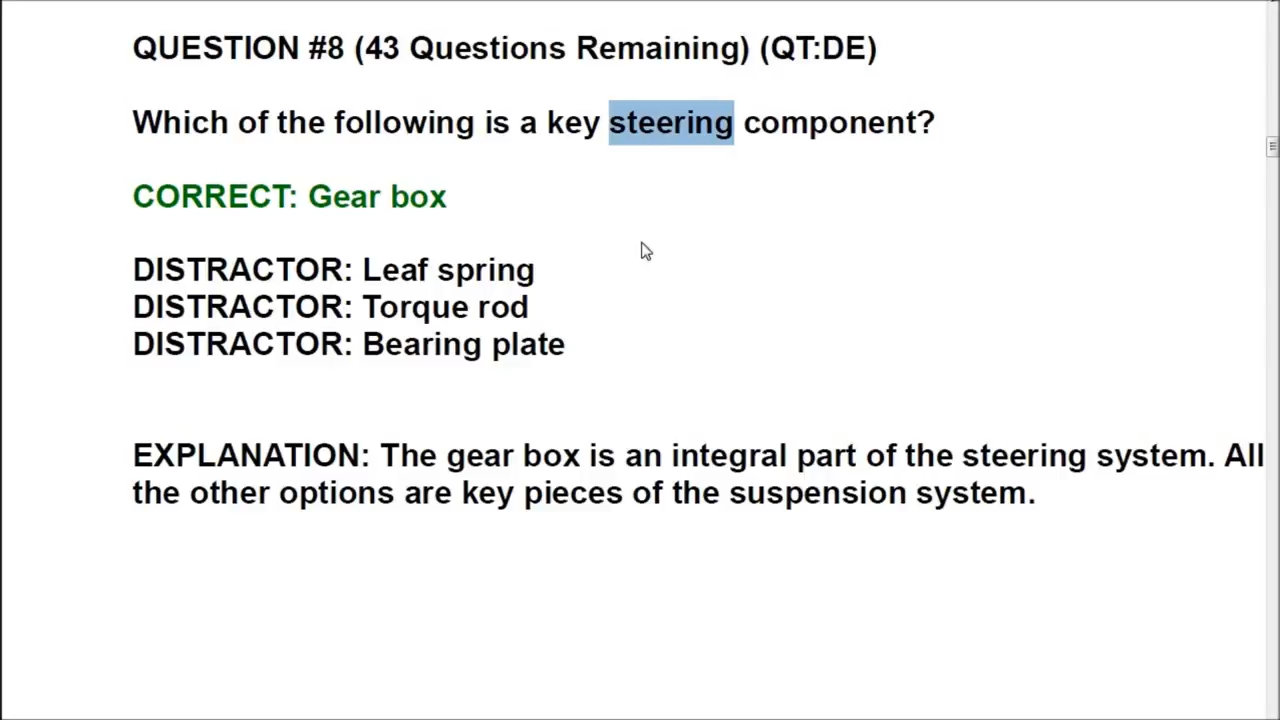 QUESTION #8 (43 Questions Remaining) (QT:DE)
Which of the following is a key steering component?
CORRECT: Gear box
DISTRACTOR: Leaf spring
DISTRACTOR: Torque rod
DISTRACTOR: Bearing plate
EXPLANATION: The gear box is an integral part of the steering system. All
the other options are key pieces of the suspension system.